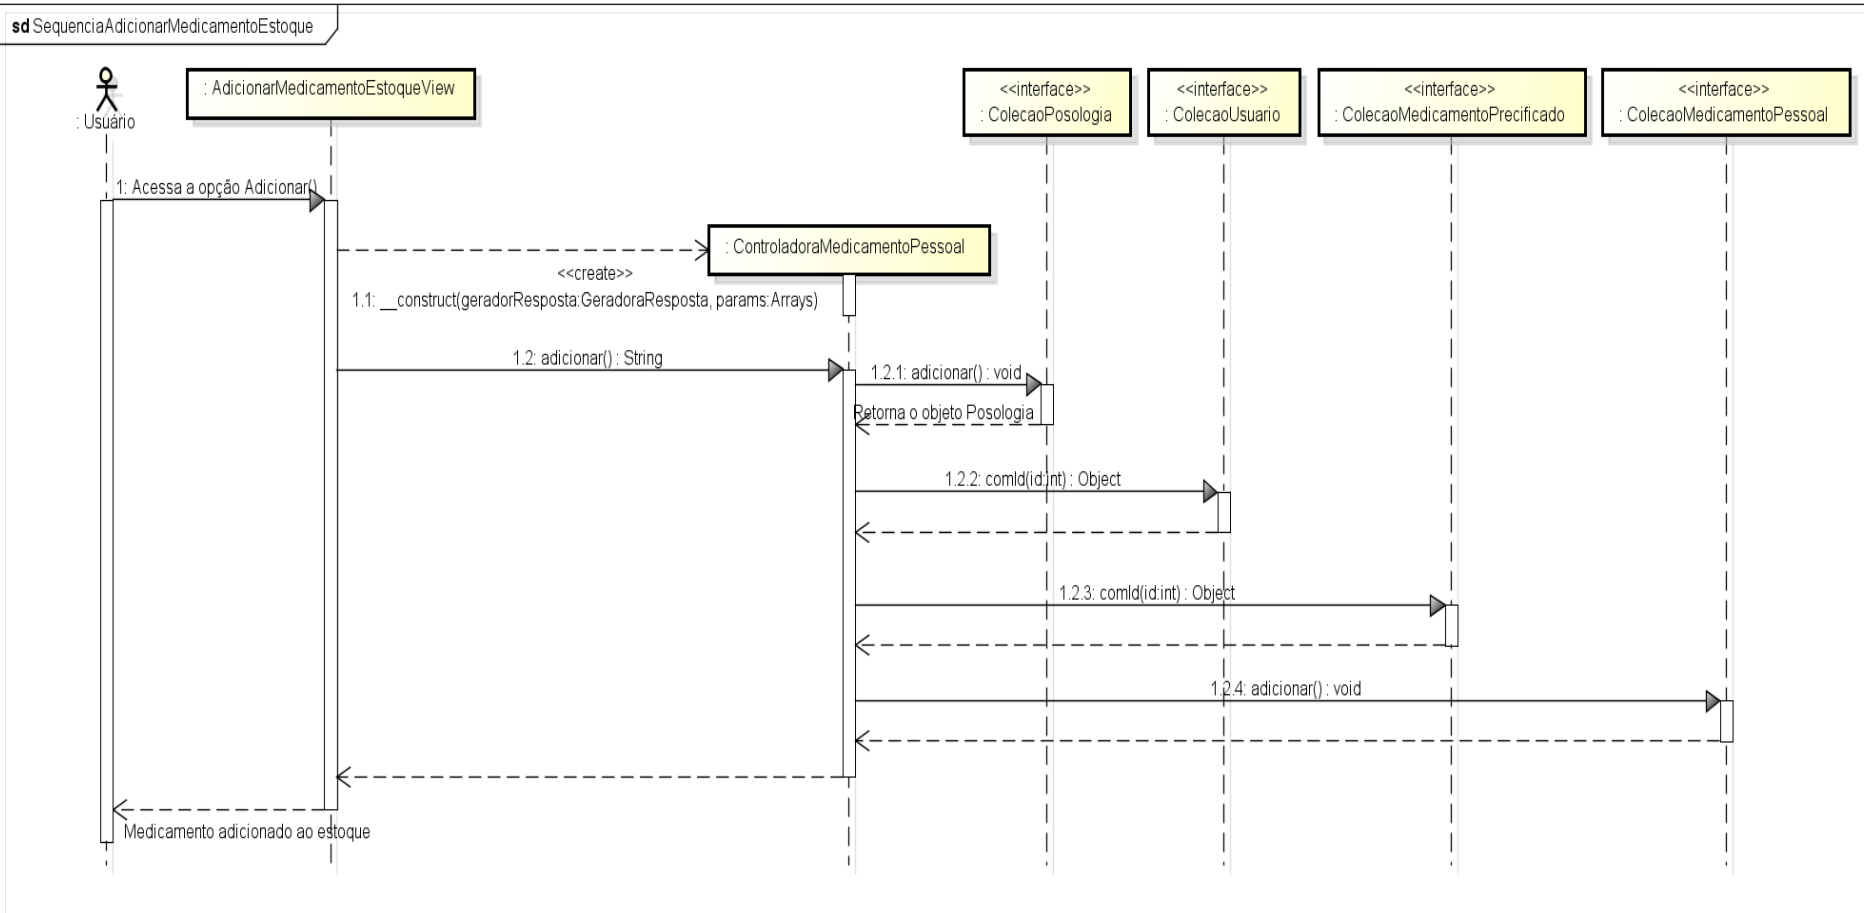 sd SequenciaAdicionarMedicamentoEstoque
: Usuário
: AdicionarMedicamentoEstoqueView
<<interface>>
: ColecaoPosologia
<<interface>>
: ColecaoUsuario
<<interface>>
: ColecaoMedicamentoPrecificado
<<interface>>
: ColecaoMedicamentoPessoal
1: Acessa a opção Adicionar()
: ControladoraMedicamentoPessoal
<<create>>
1.1: __construct(geradorResposta:GeradoraResposta, params:Arrays)
1.2: adicionar() : String
1.2.1: adicionar() : void
Retorna o objeto Posologia
1.2.2: comId(id:int) : Object
1.2.3: comId(id:int) : Object
1.2.4: adicionar() : void
Medicamento adicionado ao estoque